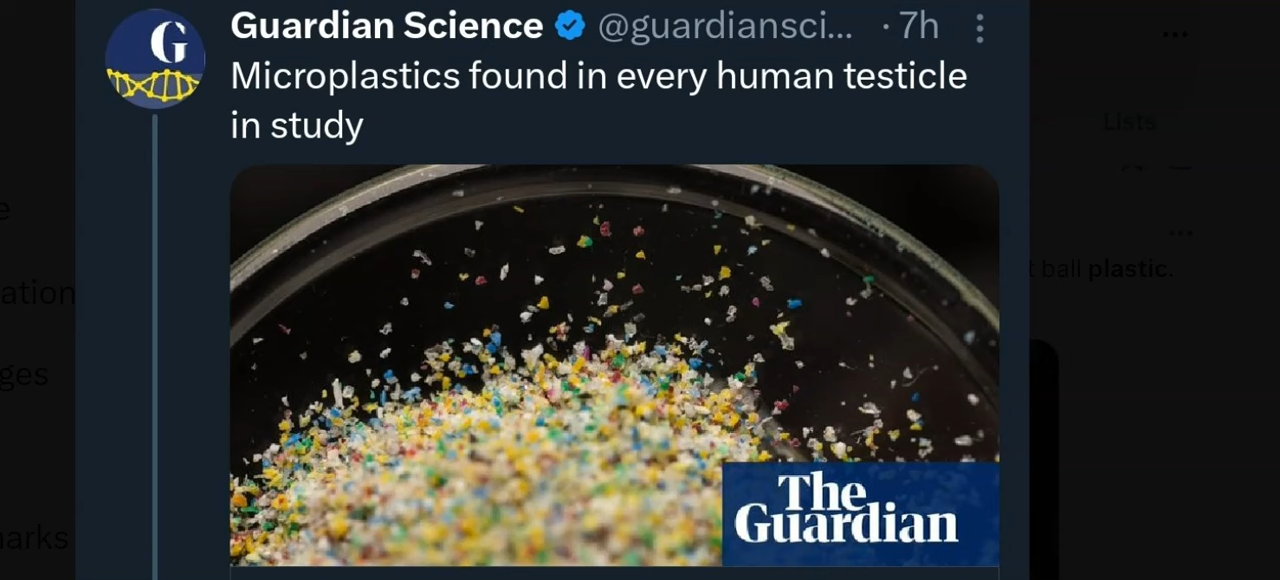 Guardian Science @guardiansci... · 7h
Microplastics found in every human testicle
in study
The
Guardian
Lists
t ball plastic.
ation
ges
arks